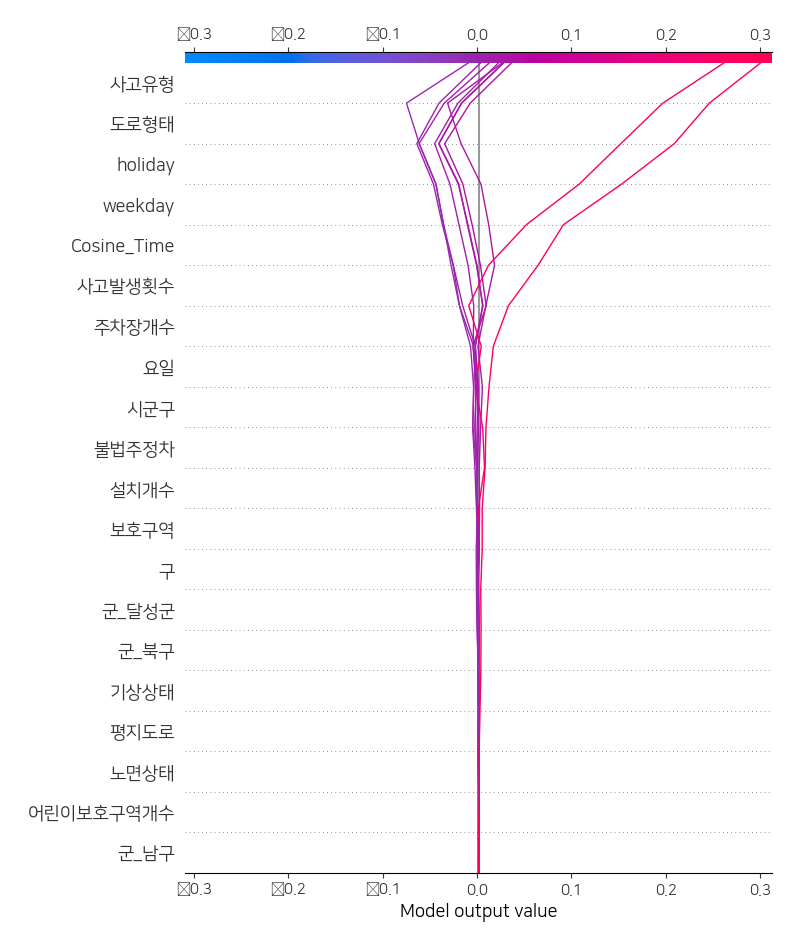 ▯0.3 ▯0.2 ▯0.1 0.0 0.1 0.2 0.3
사고유형
도로형태
holiday
weekday
Cosine_Time
사고발생횟수
주차장개수
요일
시군구
불법주정차
설치개수
보호구역
구
군_달성군
군_북구
기상상태
평지도로
노면상태
어린이보호구역개수
군_남구
▯0.3 ▯0.2 ▯0.1 0.0 0.1 0.2 0.3
Model output value